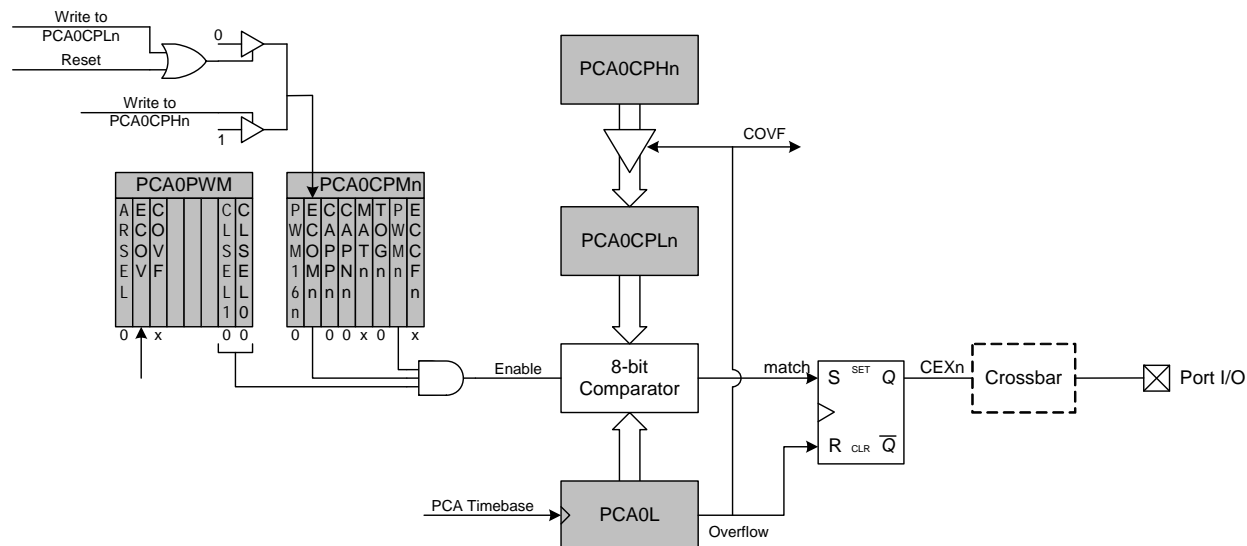 Write to
PCA0CPLn
Reset
0
Write to
PCA0CPHn
1
PCA0CPHn
COVF
PCA0PWM
ARSEL
ECOV
COVF
CLSEL1
CLSEL0
0
x
0
0
PCA0CPMn
PWM16n
ECOMn
CAPPn
CAPNn
MATn
TOGn
PWMn
ECCFn
0
0
0
x
0
x
PCA0CPLn
Enable
8-bit
Comparator
match
S SET Q
R CLR Q̅
CEXn
Crossbar
Port I/O
PCA Timebase
PCA0L
Overflow